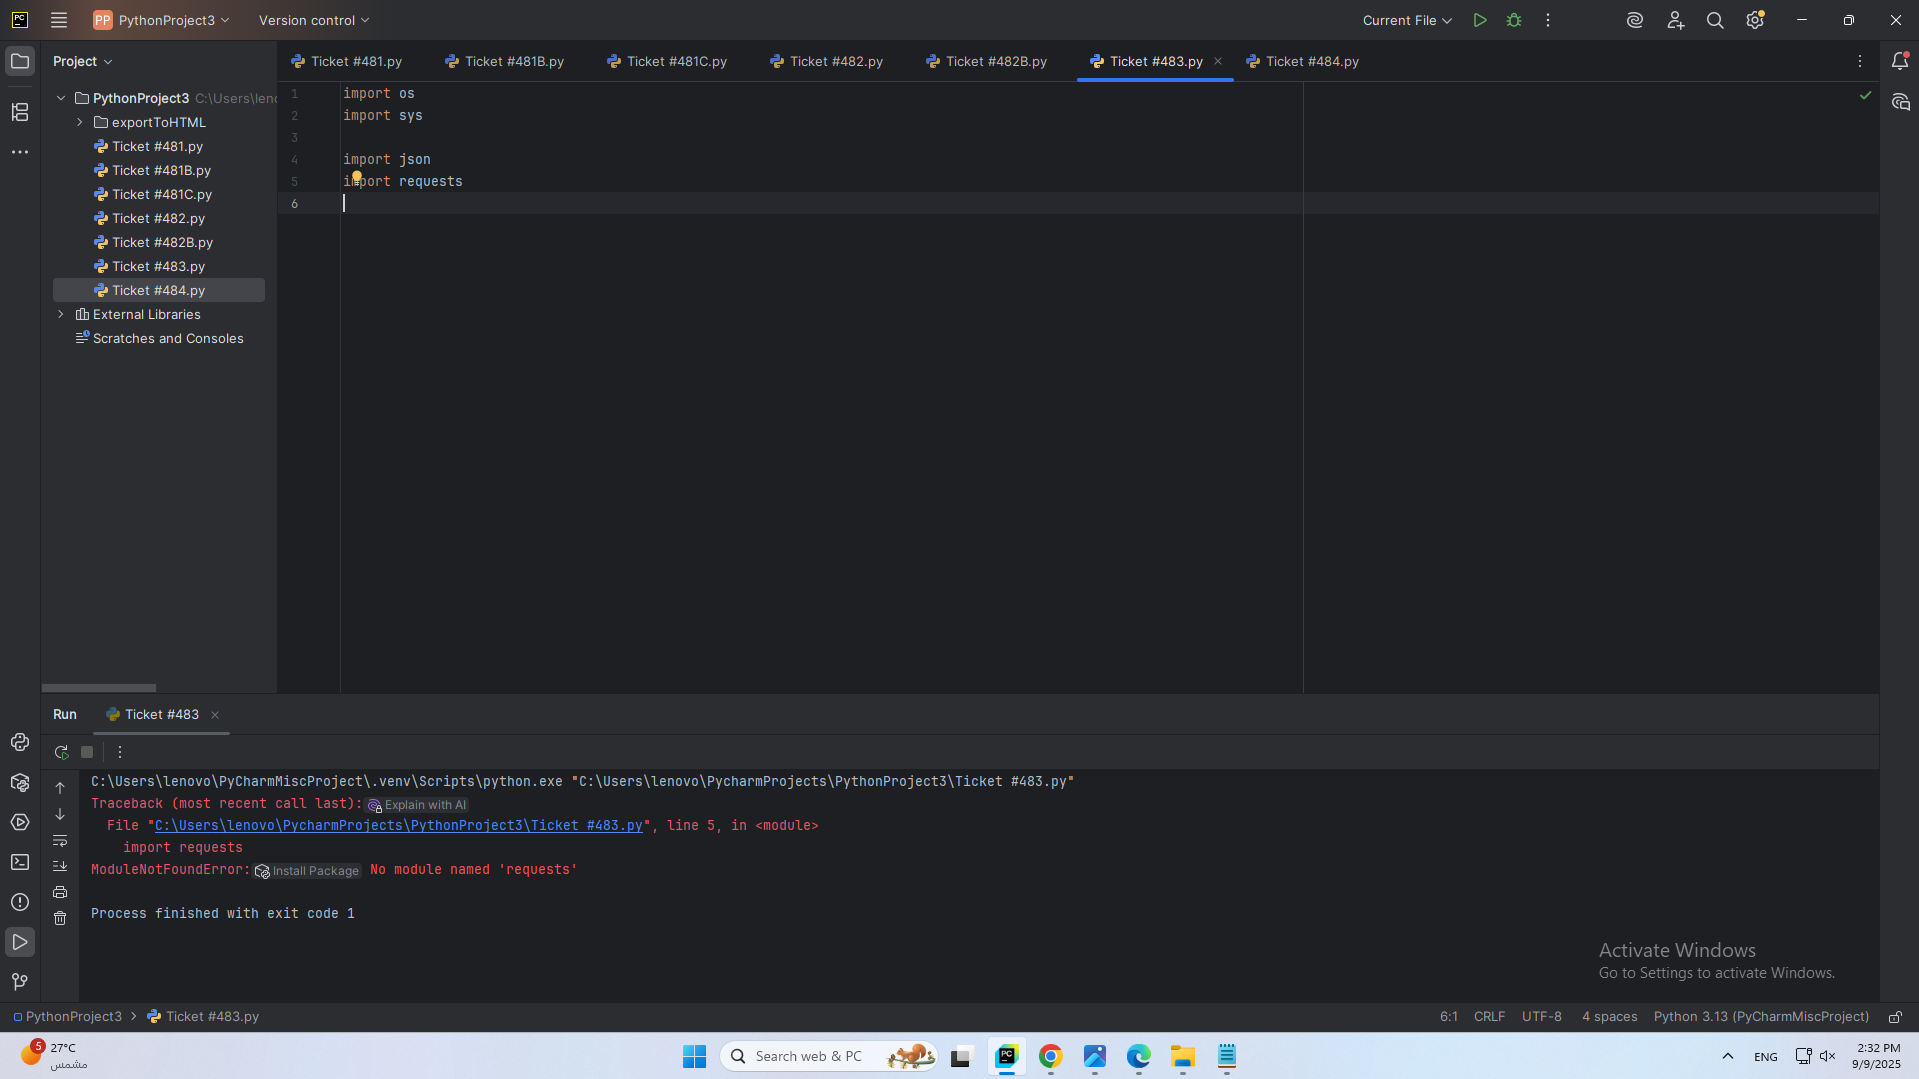 PC
PP PythonProject3
Version control
Current File
Project
Ticket #481.py
Ticket #481B.py
Ticket #481C.py
Ticket #482.py
Ticket #482B.py
Ticket #483.py
Ticket #484.py
PythonProject3 C:\Users\leno
exportToHTML
Ticket #481.py
Ticket #481B.py
Ticket #481C.py
Ticket #482.py
Ticket #482B.py
Ticket #483.py
Ticket #484.py
External Libraries
Scratches and Consoles
1 import os
2 import sys
3
4 import json
5 import requests
6
Run
Ticket #483
C:\Users\lenovo\PyCharmMiscProject\.venv\Scripts\python.exe "C:\Users\lenovo\PycharmProjects\PythonProject3\Ticket #483.py"
Traceback (most recent call last): Explain with AI
File "C:\Users\lenovo\PycharmProjects\PythonProject3\Ticket #483.py", line 5, in <module>
import requests
ModuleNotFoundError: Install Package No module named 'requests'
Process finished with exit code 1
Activate Windows
Go to Settings to activate Windows.
PythonProject3
Ticket #483.py
6:1
CRLF
UTF-8
4 spaces
Python 3.13 (PyCharmMiscProject)
5
27°C
مشمس
Search web & PC
PC
ENG
2:32 PM
9/9/2025